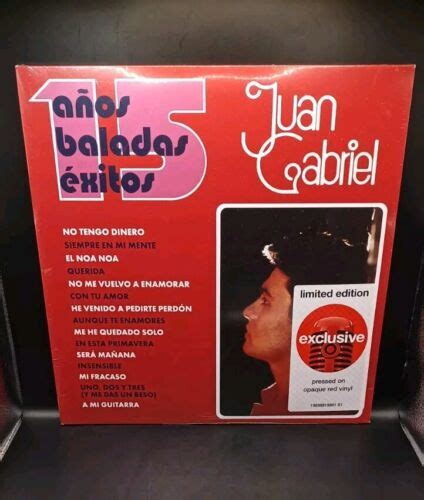 15
años
baladas
éxitos
Juan
Gabriel
NO TENGO DINERO
SIEMPRE EN MI MENTE
EL NOA NOA
QUERIDA
NO ME VUELVO A ENAMORAR
CON TU AMOR
HE VENIDO A PEDIRTE PERDÓN
AUNQUE TE ENAMORES
ME HE QUEDADO SOLO
EN ESTA PRIMAVERA
SERÁ MAÑANA
INSENSIBLE
MI FRACASO
UNO, DOS Y TRES
(Y ME DAS UN BESO)
A MI GUITARRA
limited edition
exclusive
pressed on
opaque red vinyl